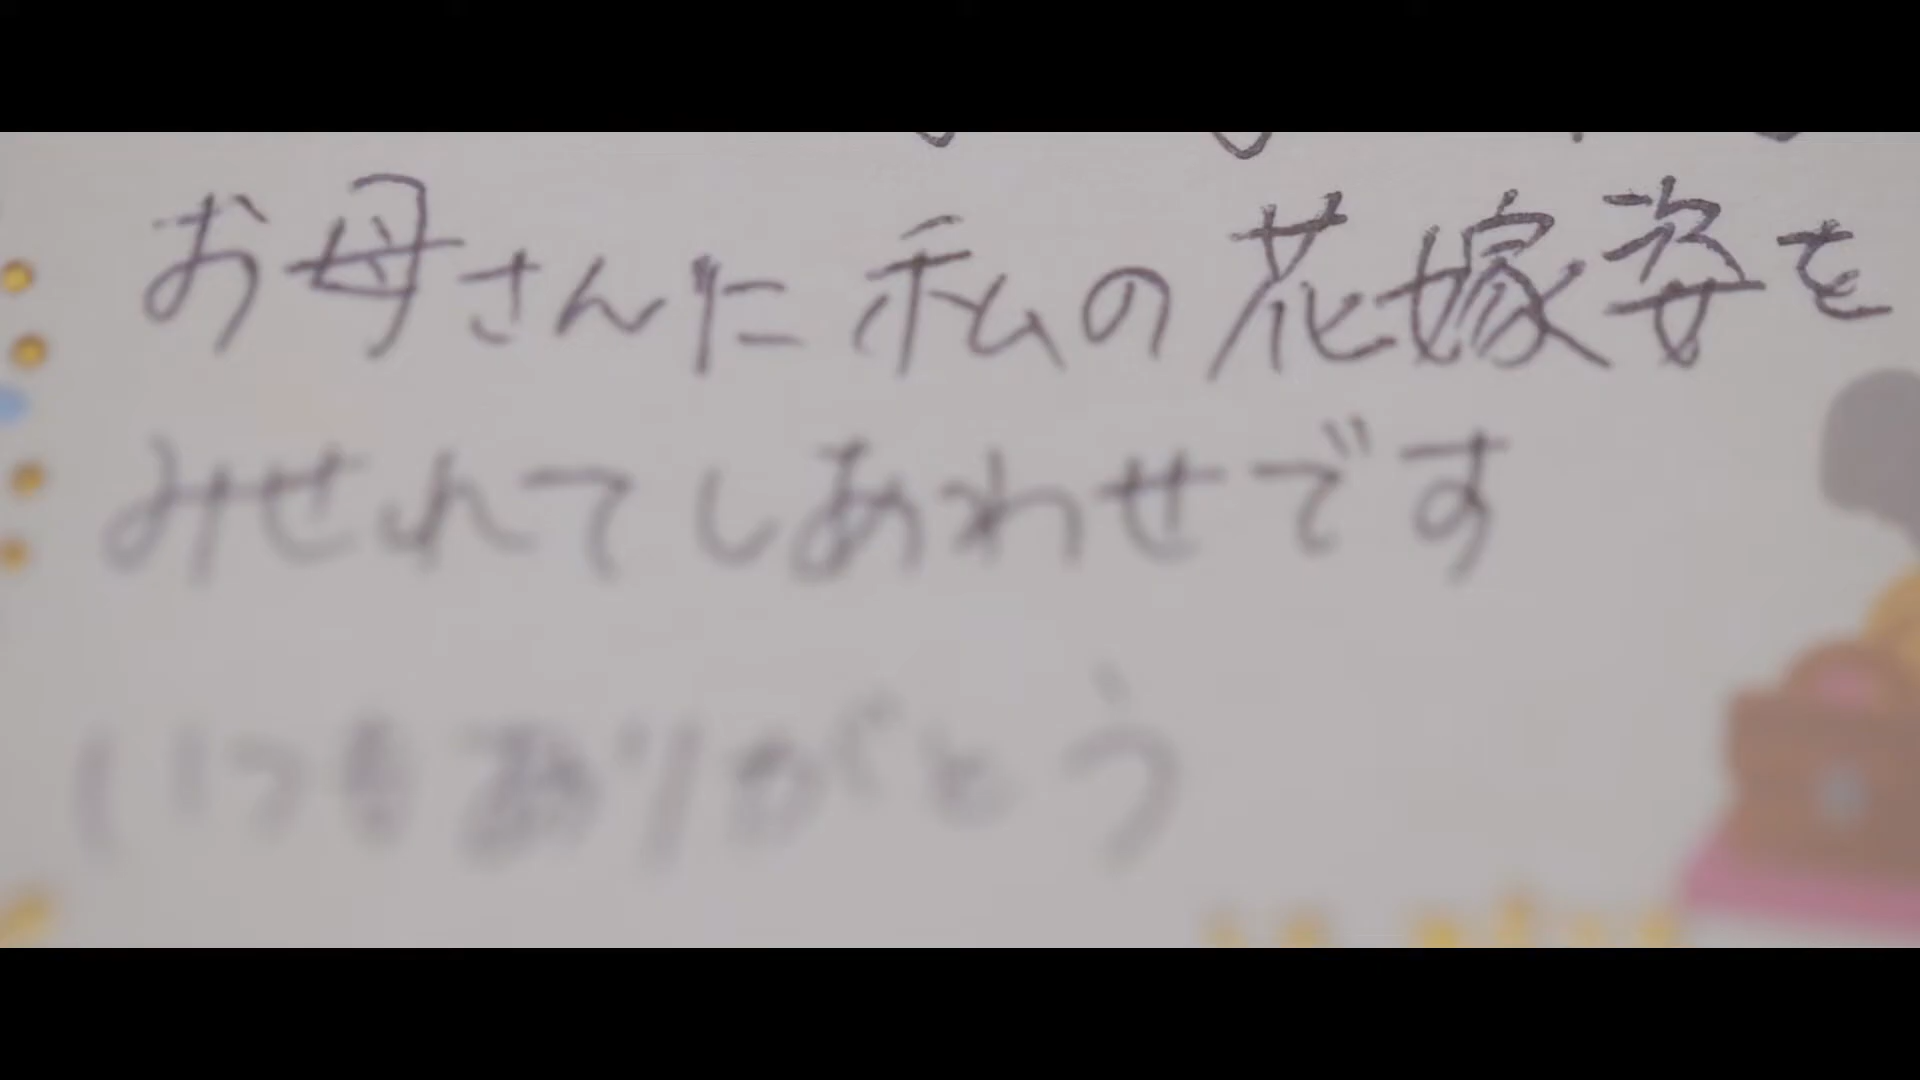 お母さんに私の花嫁姿を
みせれてしあわせです
いつもありがとう